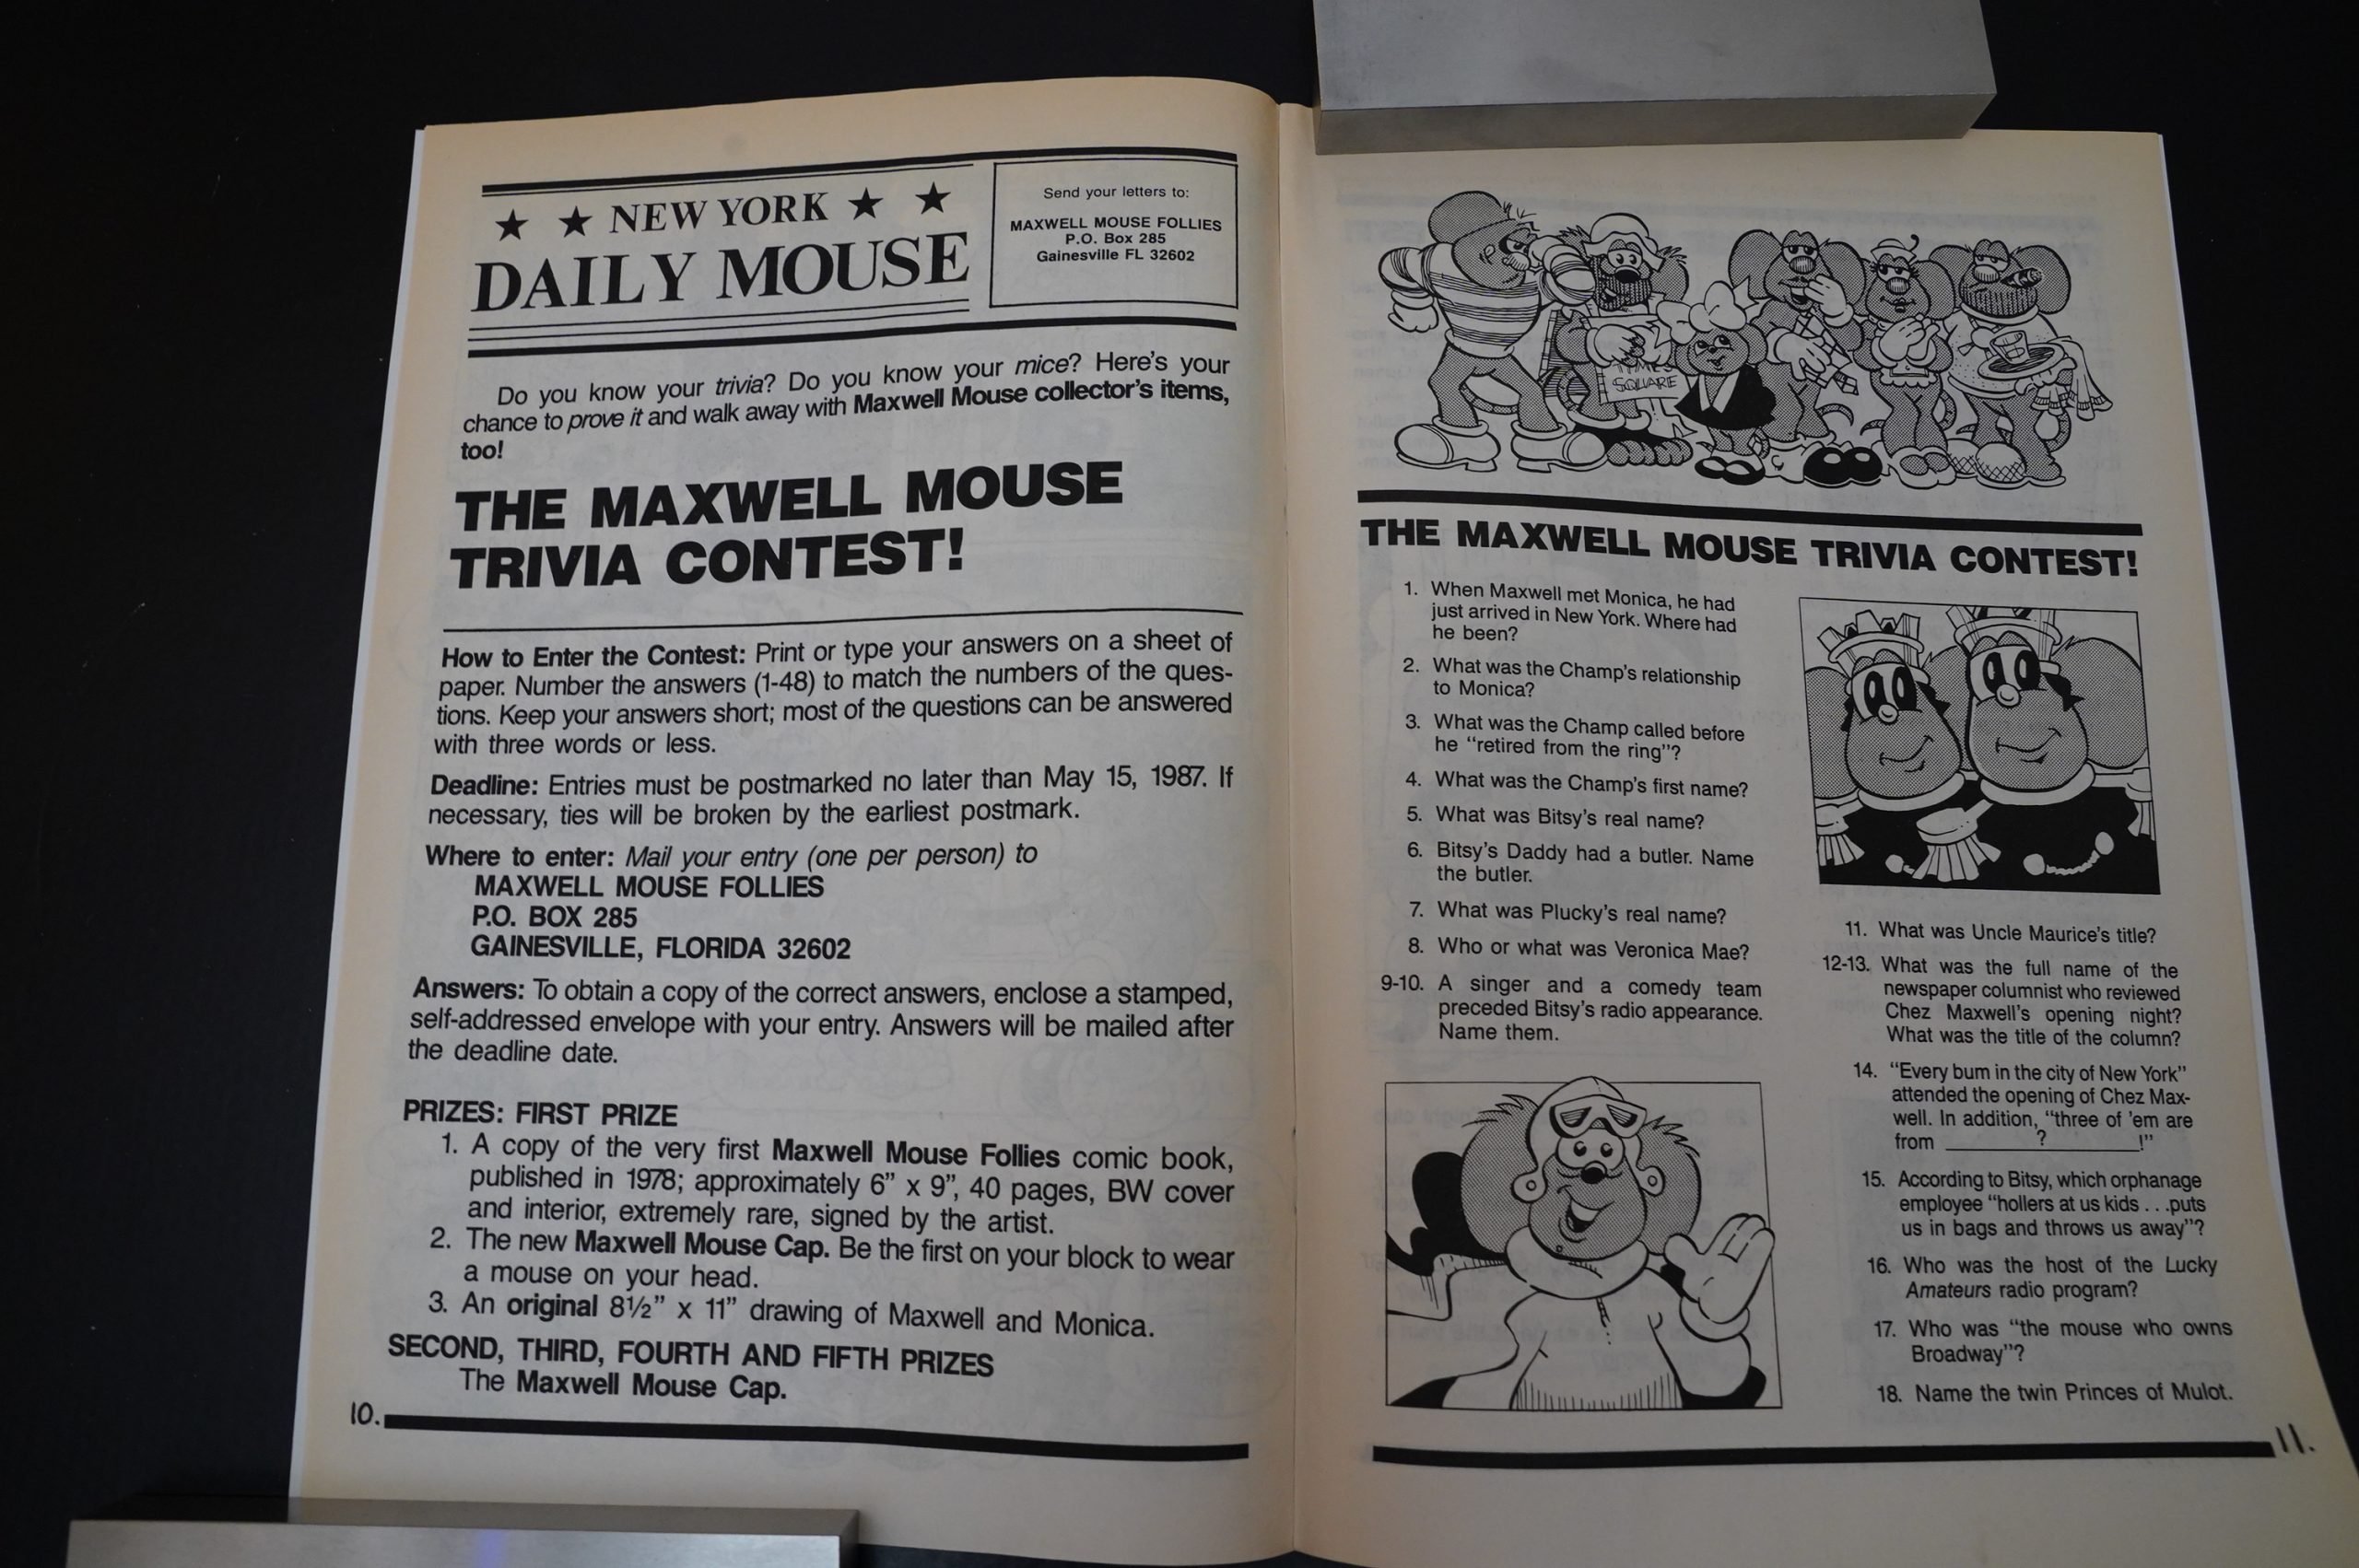 ★ ★ NEW YORK ★ ★
DAILY MOUSE
Send your letters to:
MAXWELL MOUSE FOLLIES
P.O. Box 285
Gainesville FL 32602
Do you know your trivia? Do you know your mice? Here's your
chance to prove it and walk away with Maxwell Mouse collector's items,
too!
THE MAXWELL MOUSE
TRIVIA CONTEST!
How to Enter the Contest: Print or type your answers on a sheet of
paper. Number the answers (1-48) to match the numbers of the ques-
tions. Keep your answers short; most of the questions can be answered
with three words or less.
Deadline: Entries must be postmarked no later than May 15, 1987. If
necessary, ties will be broken by the earliest postmark.
Where to enter: Mail your entry (one per person) to
MAXWELL MOUSE FOLLIES
P.O. BOX 285
GAINESVILLE, FLORIDA 32602
Answers: To obtain a copy of the correct answers, enclose a stamped,
self-addressed envelope with your entry. Answers will be mailed after
the deadline date.
PRIZES: FIRST PRIZE
1. A copy of the very first Maxwell Mouse Follies comic book,
published in 1978; approximately 6" x 9", 40 pages, BW cover
and interior, extremely rare, signed by the artist.
2. The new Maxwell Mouse Cap. Be the first on your block to wear
a mouse on your head.
3. An original 8½" x 11" drawing of Maxwell and Monica.
SECOND, THIRD, FOURTH AND FIFTH PRIZES
The Maxwell Mouse Cap.
10.
TIMES
SQUARE
THE MAXWELL MOUSE TRIVIA CONTEST!
1. When Maxwell met Monica, he had
just arrived in New York. Where had
he been?
2. What was the Champ's relationship
to Monica?
3. What was the Champ called before
he "retired from the ring"?
4. What was the Champ's first name?
5. What was Bitsy's real name?
6. Bitsy's Daddy had a butler. Name
the butler.
7. What was Plucky's real name?
8. Who or what was Veronica Mae?
9-10. A singer and a comedy team
preceded Bitsy's radio appearance.
Name them.
11. What was Uncle Maurice's title?
12-13. What was the full name of the
newspaper columnist who reviewed
Chez Maxwell's opening night?
What was the title of the column?
14. "Every bum in the city of New York"
attended the opening of Chez Max-
well. In addition, "three of 'em are
from ________?________!"
15. According to Bitsy, which orphanage
employee "hollers at us kids . . .puts
us in bags and throws us away"?
16. Who was the host of the Lucky
Amateurs radio program?
17. Who was "the mouse who owns
Broadway"?
18. Name the twin Princes of Mulot.
11.